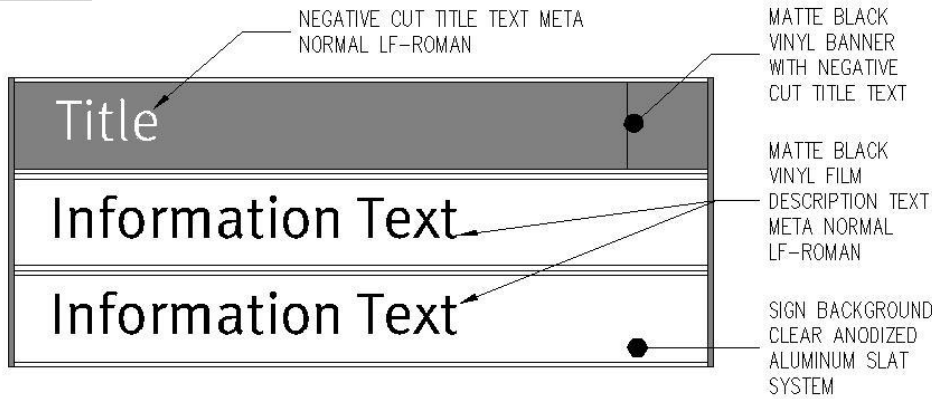 NEGATIVE CUT TITLE TEXT META
NORMAL LF-ROMAN
MATTE BLACK
VINYL BANNER
WITH NEGATIVE
CUT TITLE TEXT
Title
MATTE BLACK
VINYL FILM
DESCRIPTION TEXT
META NORMAL
LF-ROMAN
Information Text
Information Text
SIGN BACKGROUND
CLEAR ANODIZED
ALUMINUM SLAT
SYSTEM